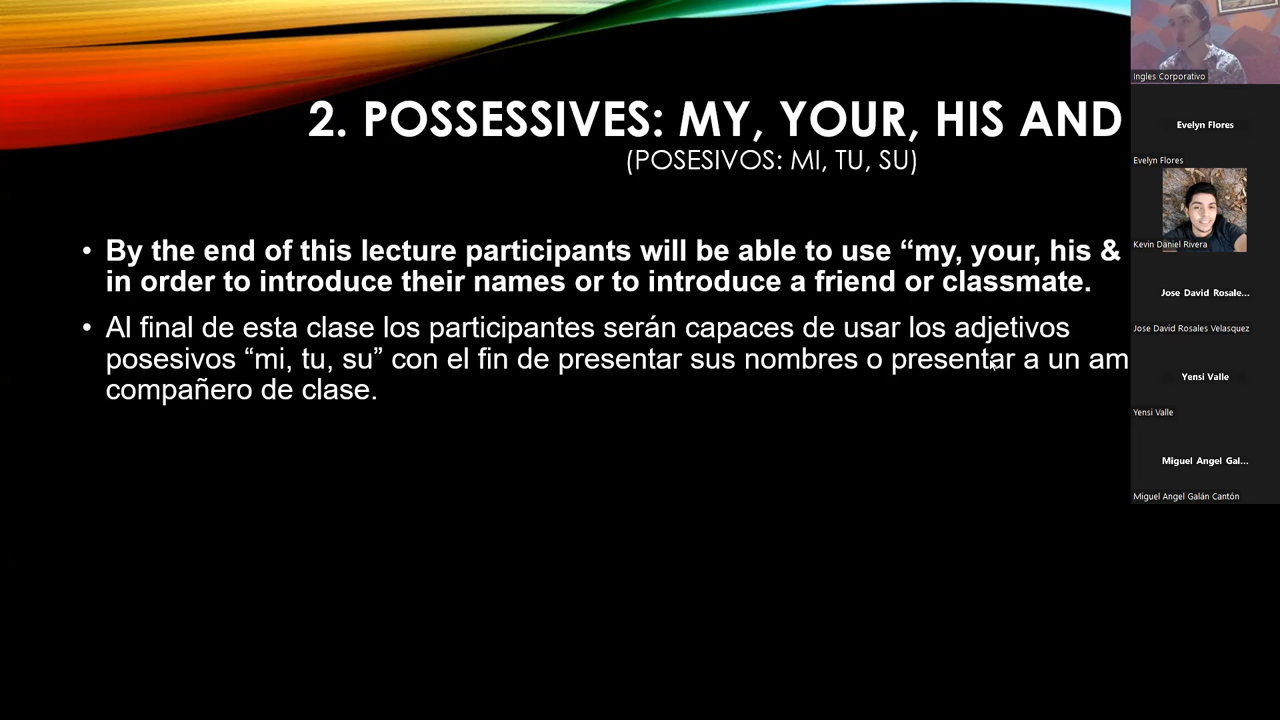 2. POSSESSIVES: MY, YOUR, HIS AND
(POSESIVOS: MI, TU, SU)
• By the end of this lecture participants will be able to use “my, your, his &
in order to introduce their names or to introduce a friend or classmate.
• Al final de esta clase los participantes serán capaces de usar los adjetivos
posesivos “mi, tu, su” con el fin de presentar sus nombres o presentar a un am
compañero de clase.
Ingles Corporativo
Evelyn Flores
Evelyn Flores
Kevin Daniel Rivera
Jose David Rosale...
Jose David Rosales Velasquez
Yensi Valle
Yensi Valle
Miguel Angel Gal...
Miguel Angel Galán Cantón